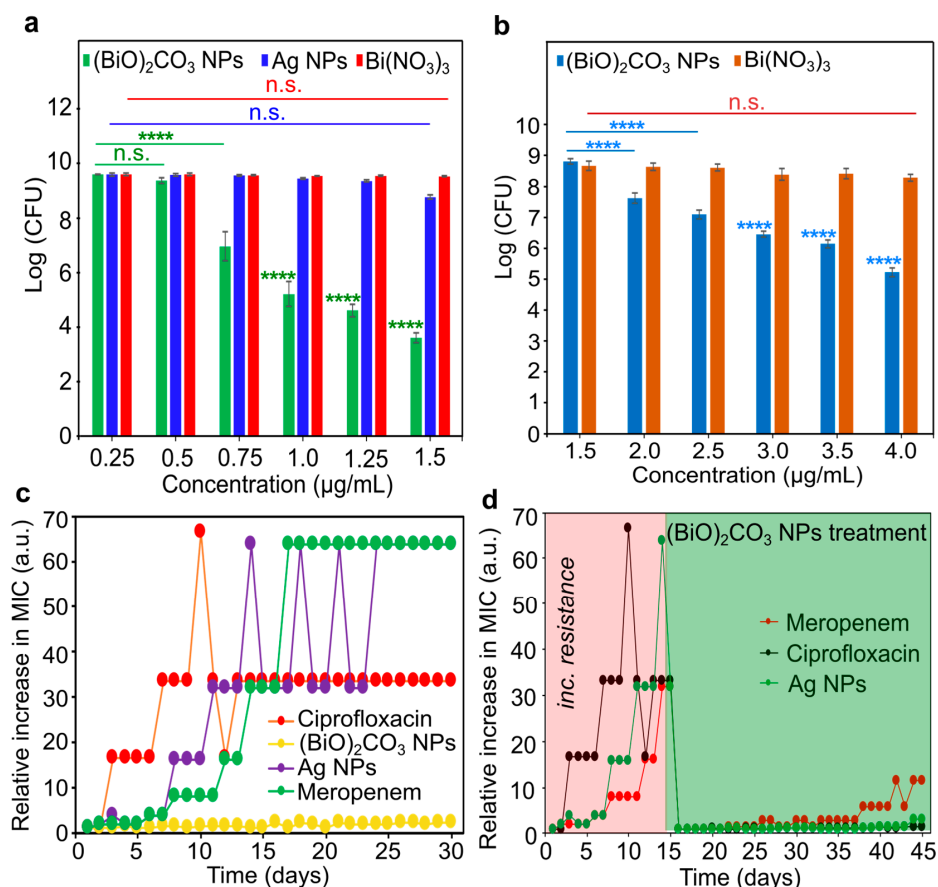 a
(BiO)₂CO₃ NPs Ag NPs Bi(NO₃)₃
n.s.
n.s.
****
n.s.
****
****
****
12
10
8
6
4
2
0
Log (CFU)
0.25 0.5 0.75 1.0 1.25 1.5
Concentration (µg/mL)
b
(BiO)₂CO₃ NPs Bi(NO₃)₃
n.s.
****
****
****
****
****
10
9
8
7
6
5
4
3
2
1
0
Log (CFU)
1.5 2.0 2.5 3.0 3.5 4.0
Concentration (µg/mL)
c
70
60
50
40
30
20
10
0
Relative increase in MIC (a.u.)
Ciprofloxacin
(BiO)₂CO₃ NPs
Ag NPs
Meropenem
0 5 10 15 20 25 30
Time (days)
d
70
60
50
40
30
20
10
0
Relative increase in MIC (a.u.)
inc. resistance
(BiO)₂CO₃ NPs treatment
Meropenem
Ciprofloxacin
Ag NPs
0 5 10 15 20 25 30 35 40 45
Time (days)